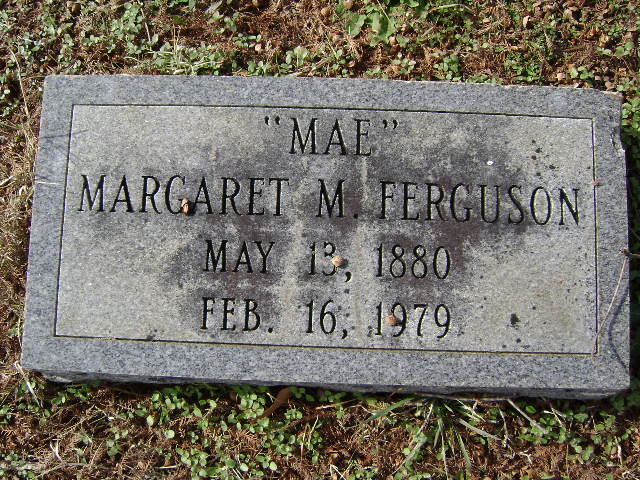 "MAE"
MARGARET M. FERGUSON
MAY 13, 1880
FEB. 16, 1979